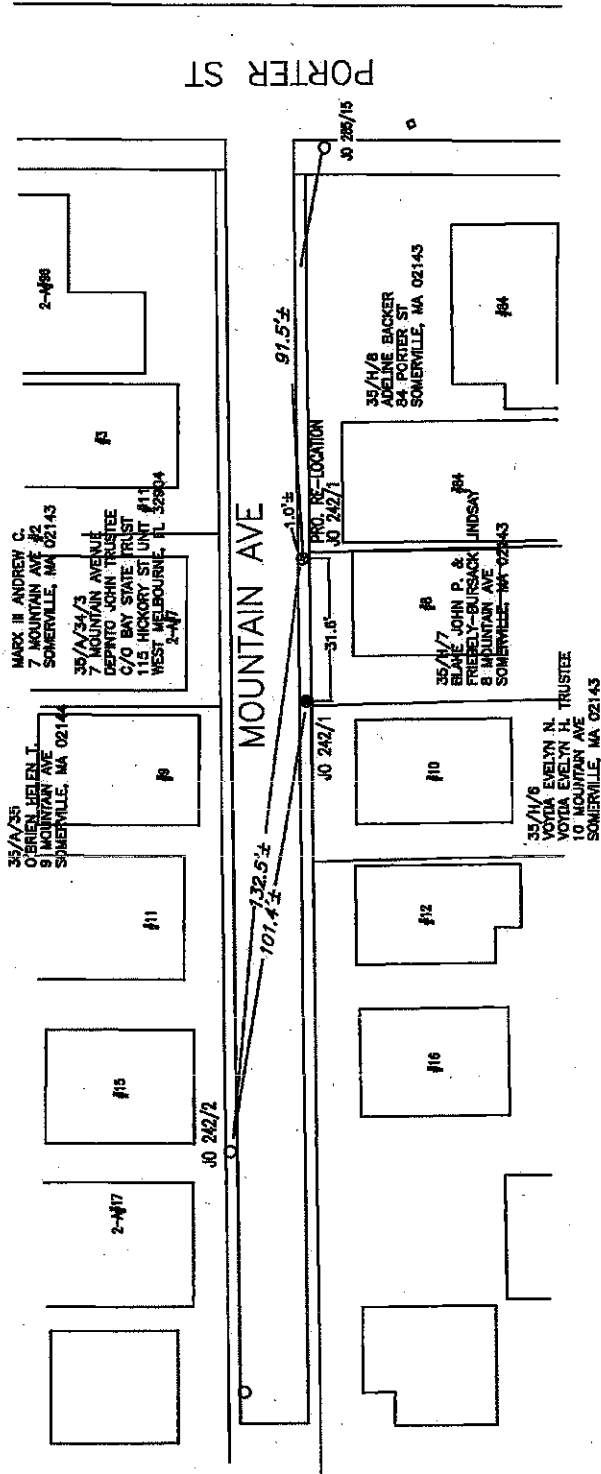 PORTER ST
MOUNTAIN AVE
35/A/35
O'BRIEN HELEN T.
9 MOUNTAIN AVE
SOMERVILLE, MA 02144
MARX III ANDREW C.
7 MOUNTAIN AVE #2
SOMERVILLE, MA 02143
35/A/34/3
7 MOUNTAIN AVENUE
DEPINTO JOHN TRUSTEE
C/O BAY STATE TRUST
115 HICKORY ST UNIT #11
WEST MELBOURNE, FL 32904
2-A#7
#3
2-A#98
#9
#11
#15
2-A#17
JO 242/2
132.5'±
101.4'±
JO 242/1
31.6'
1.0'±
91.5'±
PRO. RE-LOCATION
JO 242/1
JO 285/15
35/H/8
ADELINE BACKER
84 PORTER ST
SOMERVILLE, MA 02143
#84
#84
35/H/7
BLAKE JOHN P. &
FRIEBELY-BURSACK LINDSAY
8 MOUNTAIN AVE
SOMERVILLE, MA 02143
#8
35/H/6
VOYDA EVELYN N.
VOYDA EVELYN H. TRUSTEE
10 MOUNTAIN AVE
SOMERVILLE, MA 02143
#10
#12
#16